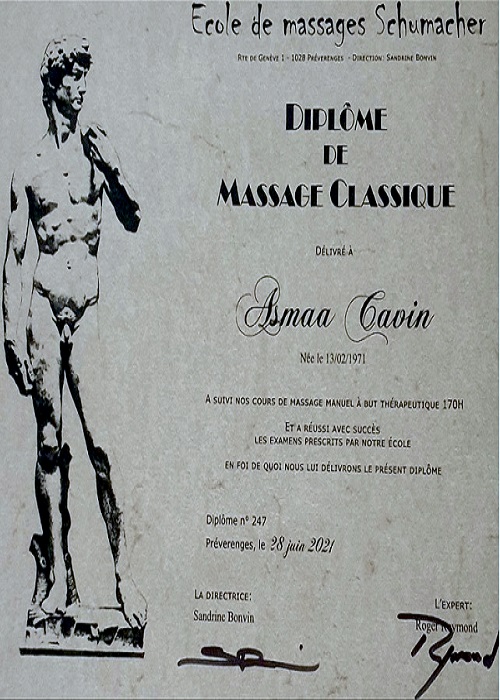 Ecole de massages Schumacher
Rte de Genève 1 - 1028 Préverenges - Direction: Sandrine Bonvin
DIPLÔME
DE
MASSAGE CLASSIQUE
Délivré à
Asmaa Cavin
Née le 13/02/1971
A suivi nos cours de massage manuel à but thérapeutique 170H
Et a réussi avec succès
les examens prescrits par notre école
en foi de quoi nous lui délivrons le présent diplôme
Diplôme n° 247
Préverenges, le 28 juin 2021
La directrice:
Sandrine Bonvin
L'expert:
Roger Raymond
Raymond